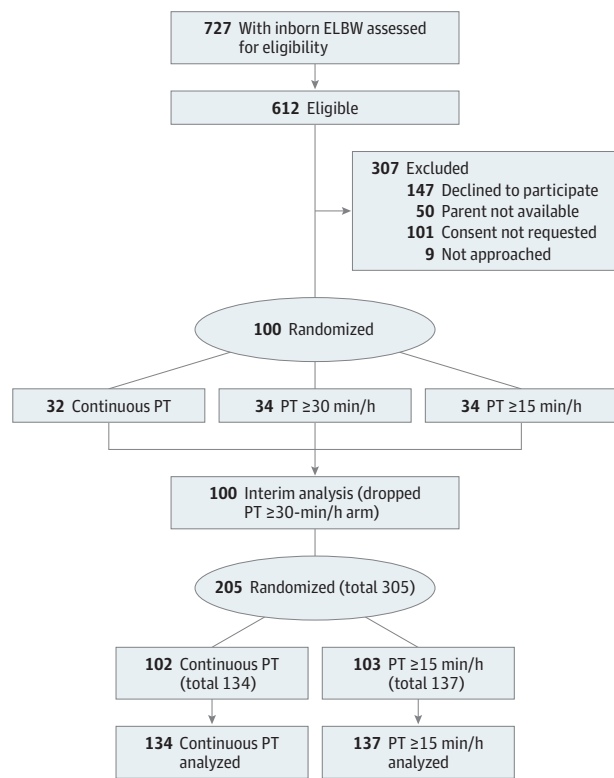 727 With inborn ELBW assessed
for eligibility
612 Eligible
307 Excluded
147 Declined to participate
50 Parent not available
101 Consent not requested
9 Not approached
100 Randomized
32 Continuous PT
34 PT ≥30 min/h
34 PT ≥15 min/h
100 Interim analysis (dropped
PT ≥30-min/h arm)
205 Randomized (total 305)
102 Continuous PT
(total 134)
103 PT ≥15 min/h
(total 137)
134 Continuous PT
analyzed
137 PT ≥15 min/h
analyzed